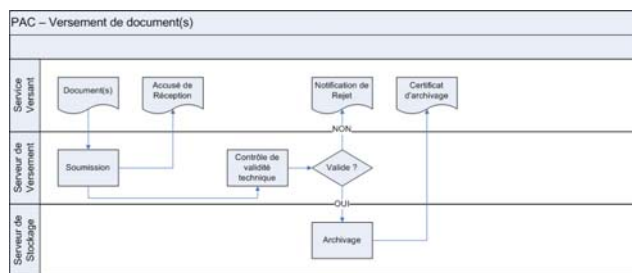 PAC – Versement de document(s)
Service
Versant
Document(s)
Accusé de
Réception
Notification de
Rejet
Certificat
d'archivage
NON
Serveur de
Versement
Soumission
Contrôle de
validité
technique
Valide ?
OUI
Serveur de
Stockage
Archivage